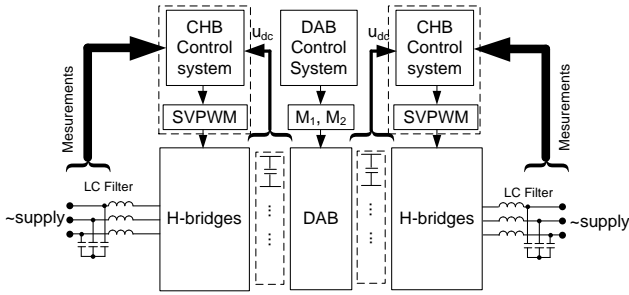 CHB
Control
system
u_dc
DAB
Control
System
u_dc
CHB
Control
system
Mesurements
SVPWM
M₁, M₂
SVPWM
Mesurements
LC Filter
~supply
H-bridges
DAB
H-bridges
LC Filter
~supply